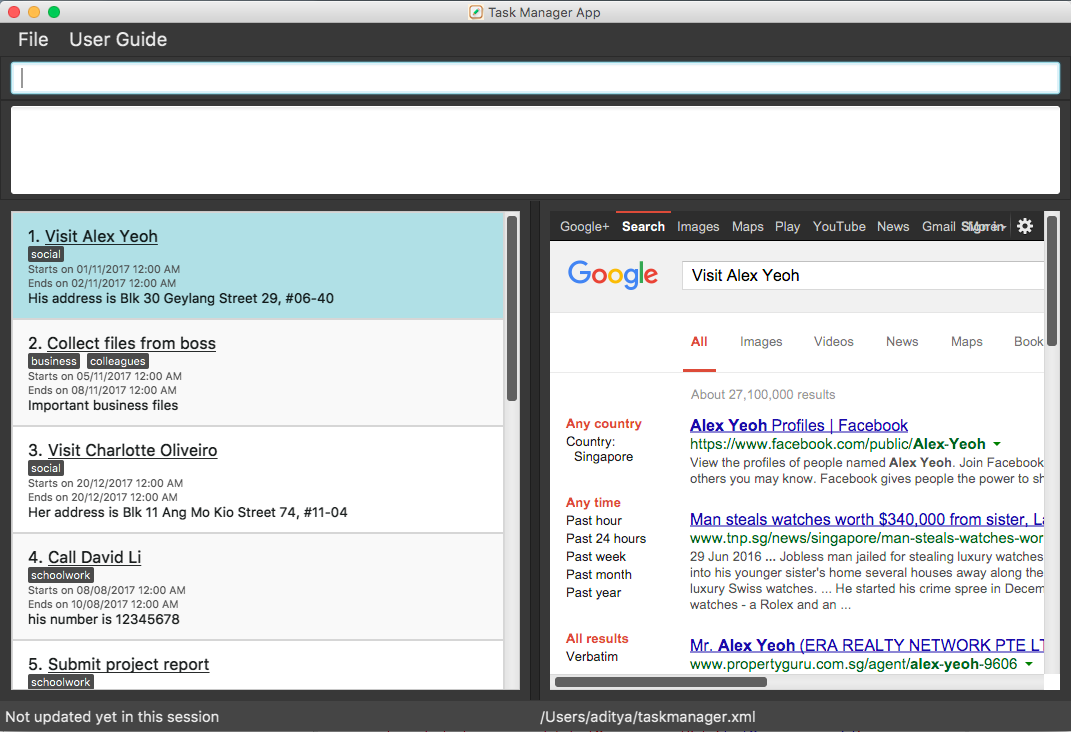 Task Manager App
File User Guide
1. Visit Alex Yeoh
social
Starts on 01/11/2017 12:00 AM
Ends on 02/11/2017 12:00 AM
His address is Blk 30 Geylang Street 29, #06-40
2. Collect files from boss
business colleagues
Starts on 05/11/2017 12:00 AM
Ends on 08/11/2017 12:00 AM
Important business files
3. Visit Charlotte Oliveiro
social
Starts on 20/12/2017 12:00 AM
Ends on 20/12/2017 12:00 AM
Her address is Blk 11 Ang Mo Kio Street 74, #11-04
4. Call David Li
schoolwork
Starts on 08/08/2017 12:00 AM
Ends on 10/08/2017 12:00 AM
his number is 12345678
5. Submit project report
schoolwork
Google+ Search Images Maps Play YouTube News Gmail
Google
Visit Alex Yeoh
All Images Videos News Maps Book
About 27,100,000 results
Any country
Country:
Singapore
Any time
Past hour
Past 24 hours
Past week
Past month
Past year
All results
Verbatim
Alex Yeoh Profiles | Facebook
https://www.facebook.com/public/Alex-Yeoh
View the profiles of people named Alex Yeoh. Join Facebook
others you may know. Facebook gives people the power to sh
Man steals watches worth $340,000 from sister, La
www.tnp.sg/news/singapore/man-steals-watches-wor
29 Jun 2016 ... Jobless man jailed for stealing luxury watches
into his younger sister's home several houses away along the
luxury Swiss watches. ... He started his crime spree in Decem
watches - a Rolex and an ...
Mr. Alex Yeoh (ERA REALTY NETWORK PTE LT
www.propertyguru.com.sg/agent/alex-yeoh-9606
Not updated yet in this session
/Users/aditya/taskmanager.xml